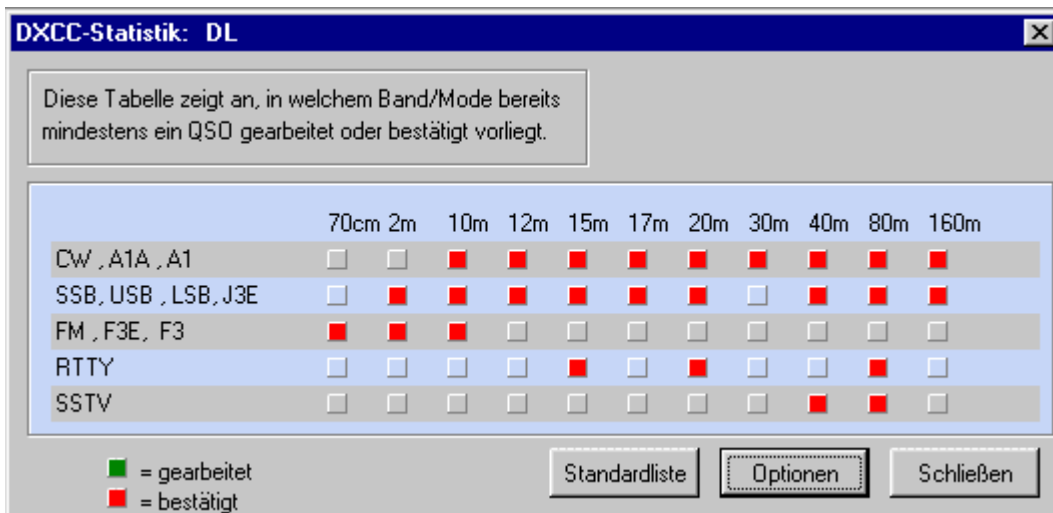 DXCC-Statistik: DL
Diese Tabelle zeigt an, in welchem Band/Mode bereits
mindestens ein QSO gearbeitet oder bestätigt vorliegt.
70cm 2m 10m 12m 15m 17m 20m 30m 40m 80m 160m
CW , A1A , A1
SSB, USB , LSB, J3E
FM , F3E, F3
RTTY
SSTV
= gearbeitet
= bestätigt
Standardliste Optionen Schließen